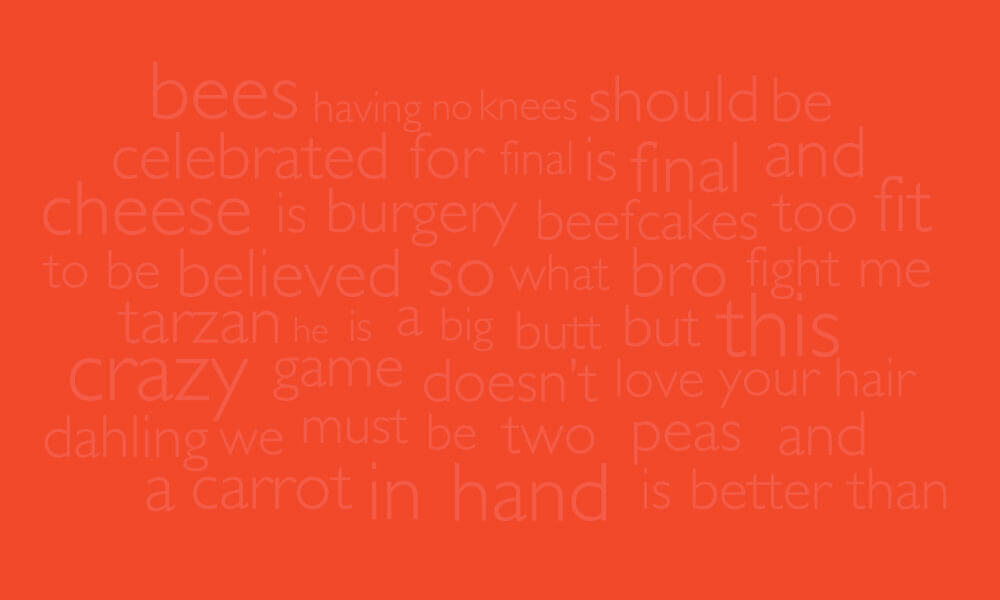 bees having no knees should be
celebrated for final is final and
cheese is burgery beefcakes too fit
to be believed so what bro fight me
tarzan he is a big butt but this
crazy game doesn't love your hair
dahling we must be two peas and
a carrot in hand is better than